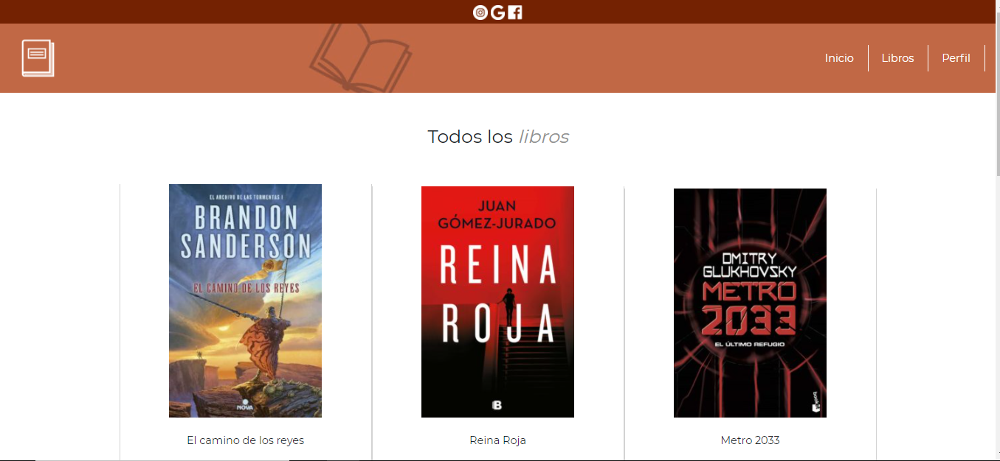 Inicio
Libros
Perfil
Todos los libros
EL ARCHIVO DE LAS TORMENTAS I
BRANDON
SANDERSON
EL CAMINO DE LOS REYES
NOVA
JUAN
GÓMEZ-JURADO
REINA
ROJA
B
DMITRY
GLUKHOVSKY
METRO
2033
EL ÚLTIMO REFUGIO
El camino de los reyes
Reina Roja
Metro 2033